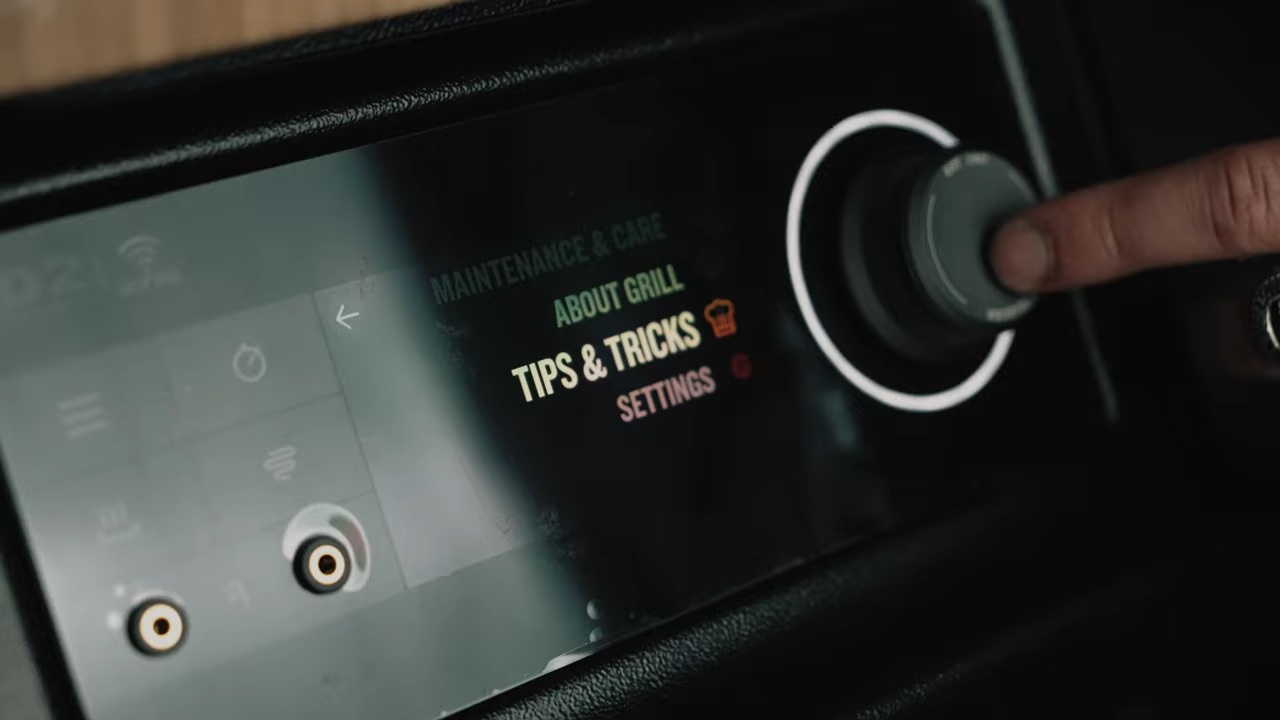 MAINTENANCE & CARE
ABOUT GRILL
TIPS & TRICKS
SETTINGS